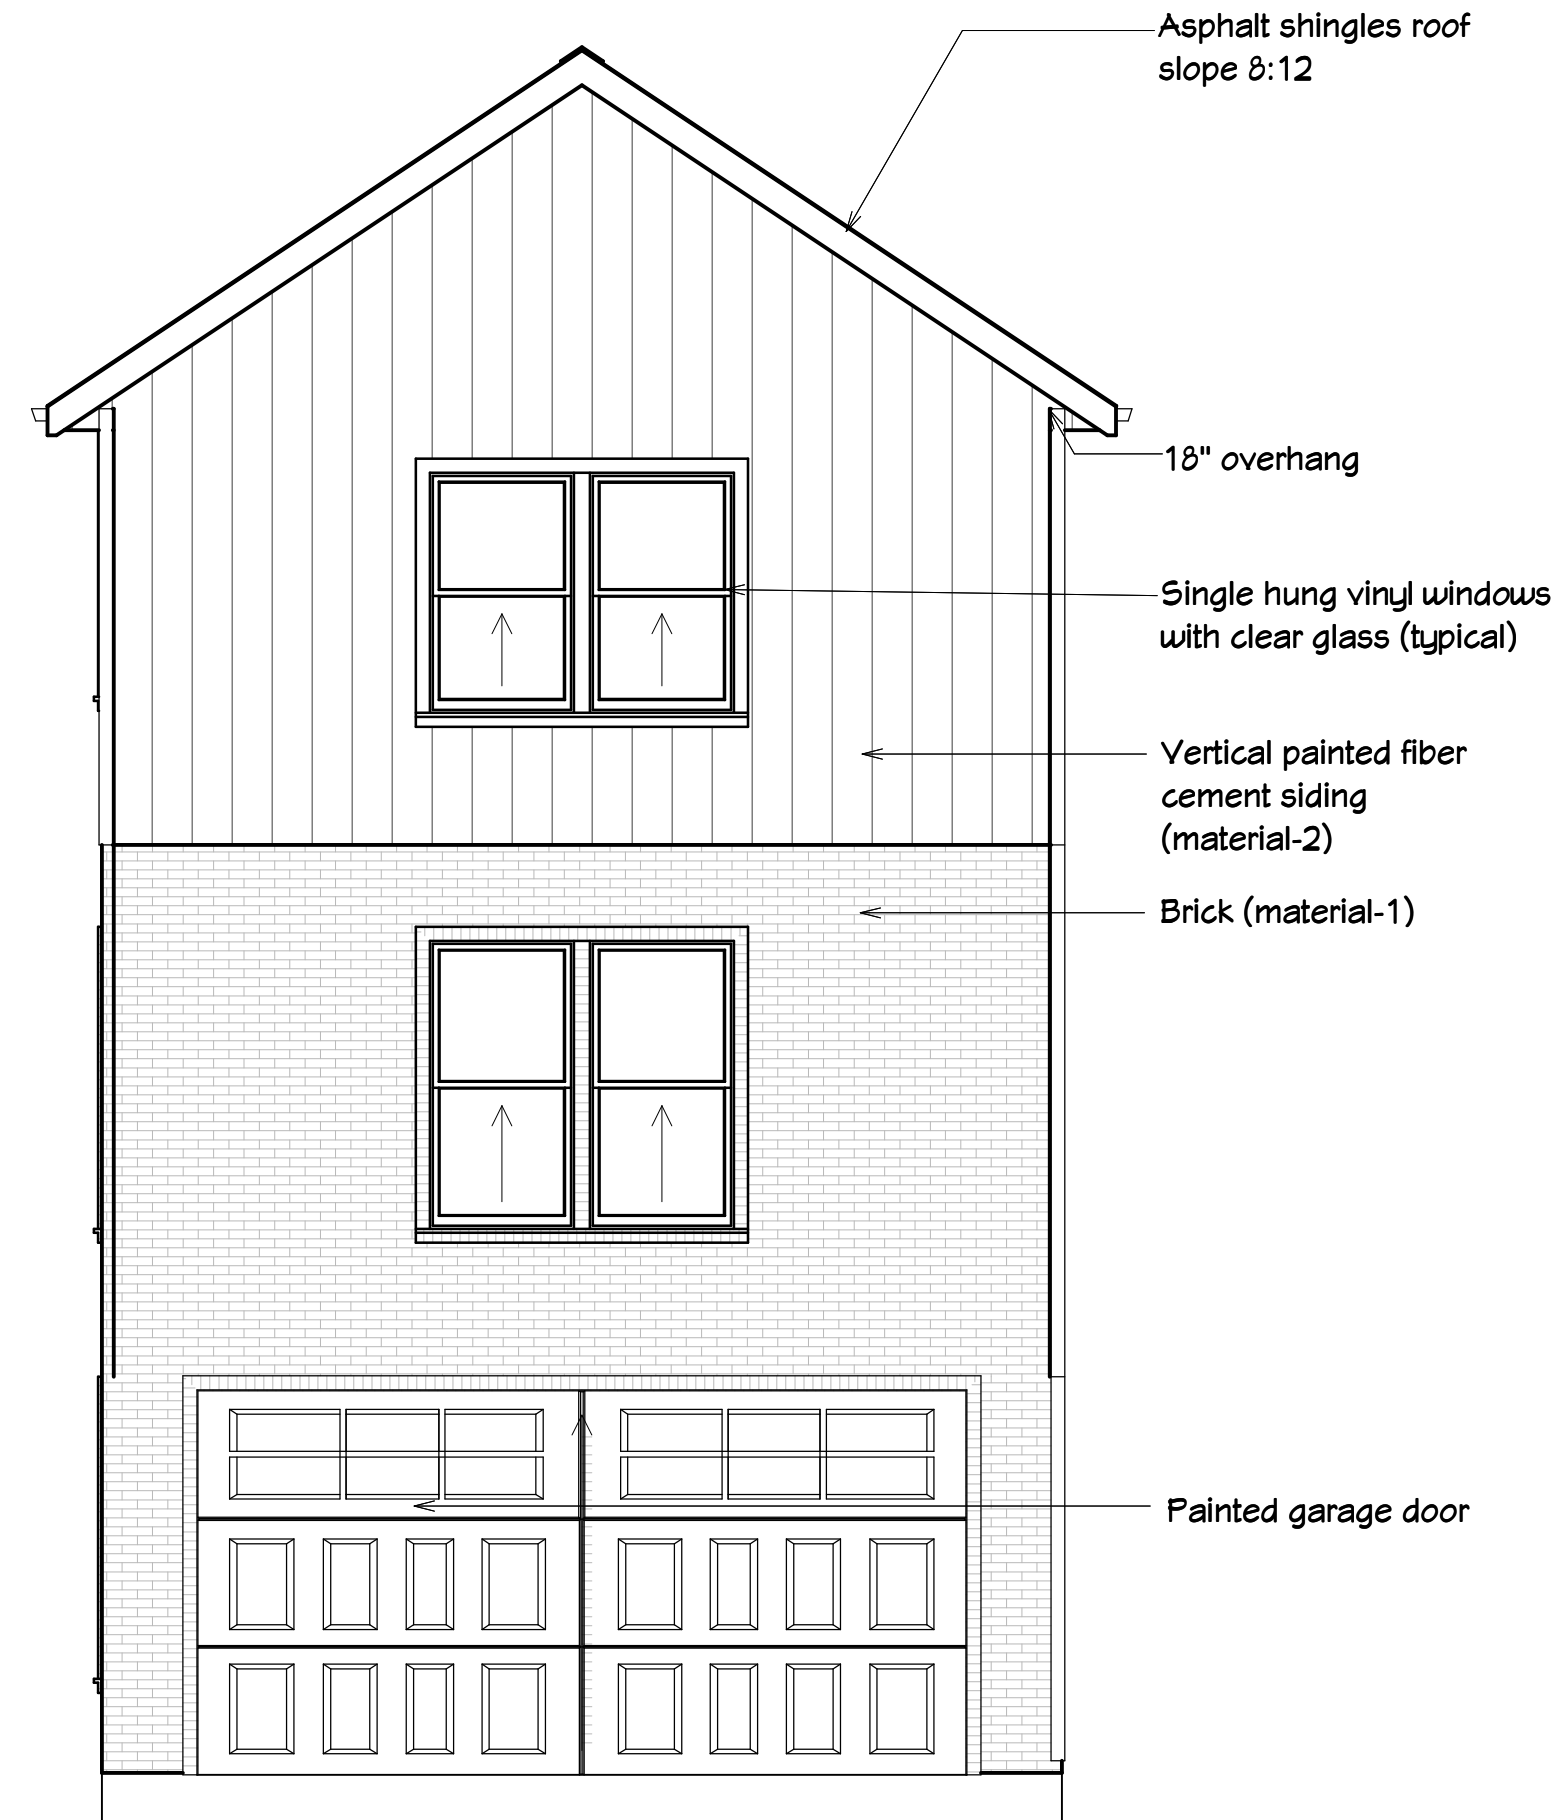 Asphalt shingles roof
slope 8:12
18" overhang
Single hung vinyl windows
with clear glass (typical)
Vertical painted fiber
cement siding
(material-2)
Brick (material-1)
Painted garage door